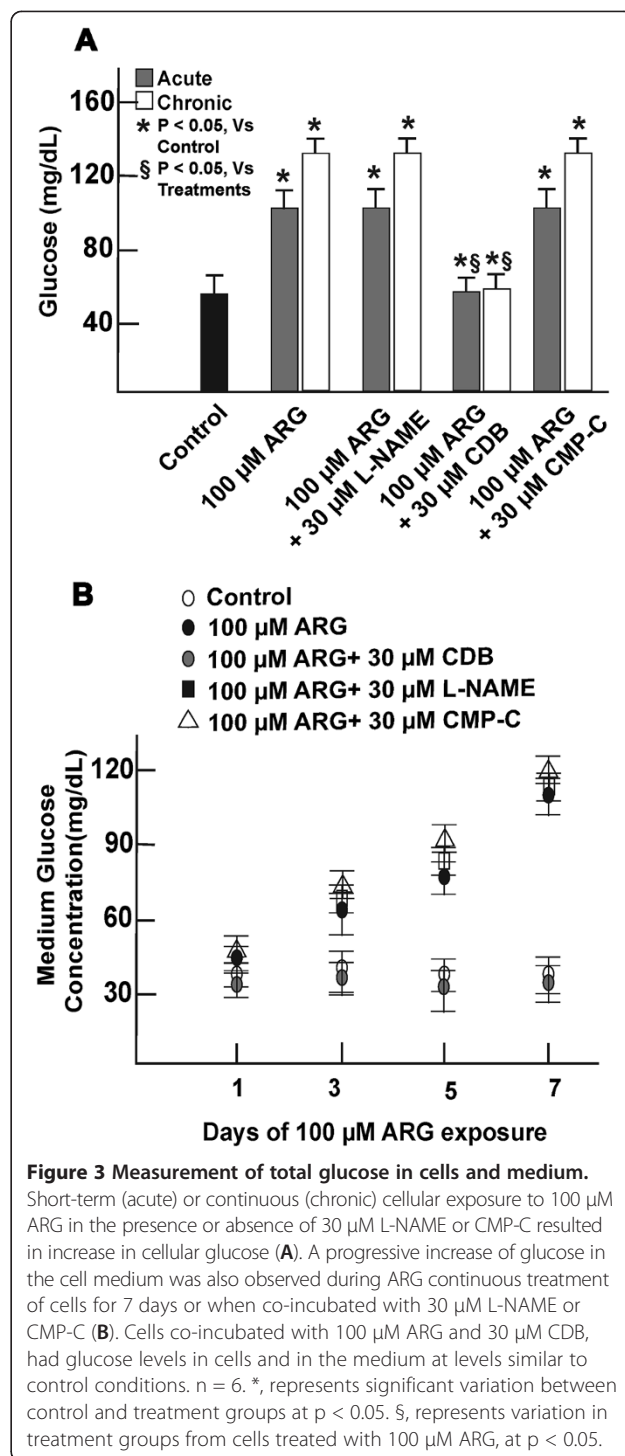 A
Acute
Chronic
* P < 0.05, Vs
Control
§ P < 0.05, Vs
Treatments
Glucose (mg/dL)
160
120
80
40
* * * * *§ *§ * *
Control
100 µM ARG
100 µM ARG
+ 30 µM L-NAME
100 µM ARG
+ 30 µM CDB
100 µM ARG
+ 30 µM CMP-C
B
Control
100 µM ARG
100 µM ARG+ 30 µM CDB
100 µM ARG+ 30 µM L-NAME
100 µM ARG+ 30 µM CMP-C
Medium Glucose
Concentration(mg/dL)
120
90
60
30
1 3 5 7
Days of 100 µM ARG exposure
Figure 3 Measurement of total glucose in cells and medium.
Short-term (acute) or continuous (chronic) cellular exposure to 100 µM
ARG in the presence or absence of 30 µM L-NAME or CMP-C resulted
in increase in cellular glucose (A). A progressive increase of glucose in
the cell medium was also observed during ARG continuous treatment
of cells for 7 days or when co-incubated with 30 µM L-NAME or
CMP-C (B). Cells co-incubated with 100 µM ARG and 30 µM CDB,
had glucose levels in cells and in the medium at levels similar to
control conditions. n = 6. *, represents significant variation between
control and treatment groups at p < 0.05. §, represents variation in
treatment groups from cells treated with 100 µM ARG, at p < 0.05.